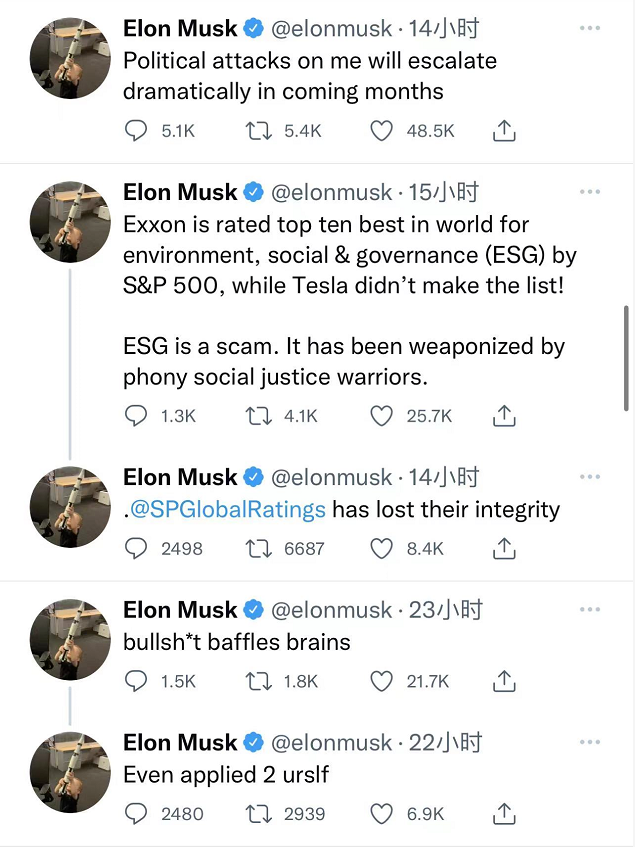 Elon Musk @elonmusk · 14小时
Political attacks on me will escalate
dramatically in coming months
5.1K 5.4K 48.5K
Elon Musk @elonmusk · 15小时
Exxon is rated top ten best in world for
environment, social & governance (ESG) by
S&P 500, while Tesla didn’t make the list!
ESG is a scam. It has been weaponized by
phony social justice warriors.
1.3K 4.1K 25.7K
Elon Musk @elonmusk · 14小时
.@SPGlobalRatings has lost their integrity
2498 6687 8.4K
Elon Musk @elonmusk · 23小时
bullsh*t baffles brains
1.5K 1.8K 21.7K
Elon Musk @elonmusk · 22小时
Even applied 2 urslf
2480 2939 6.9K